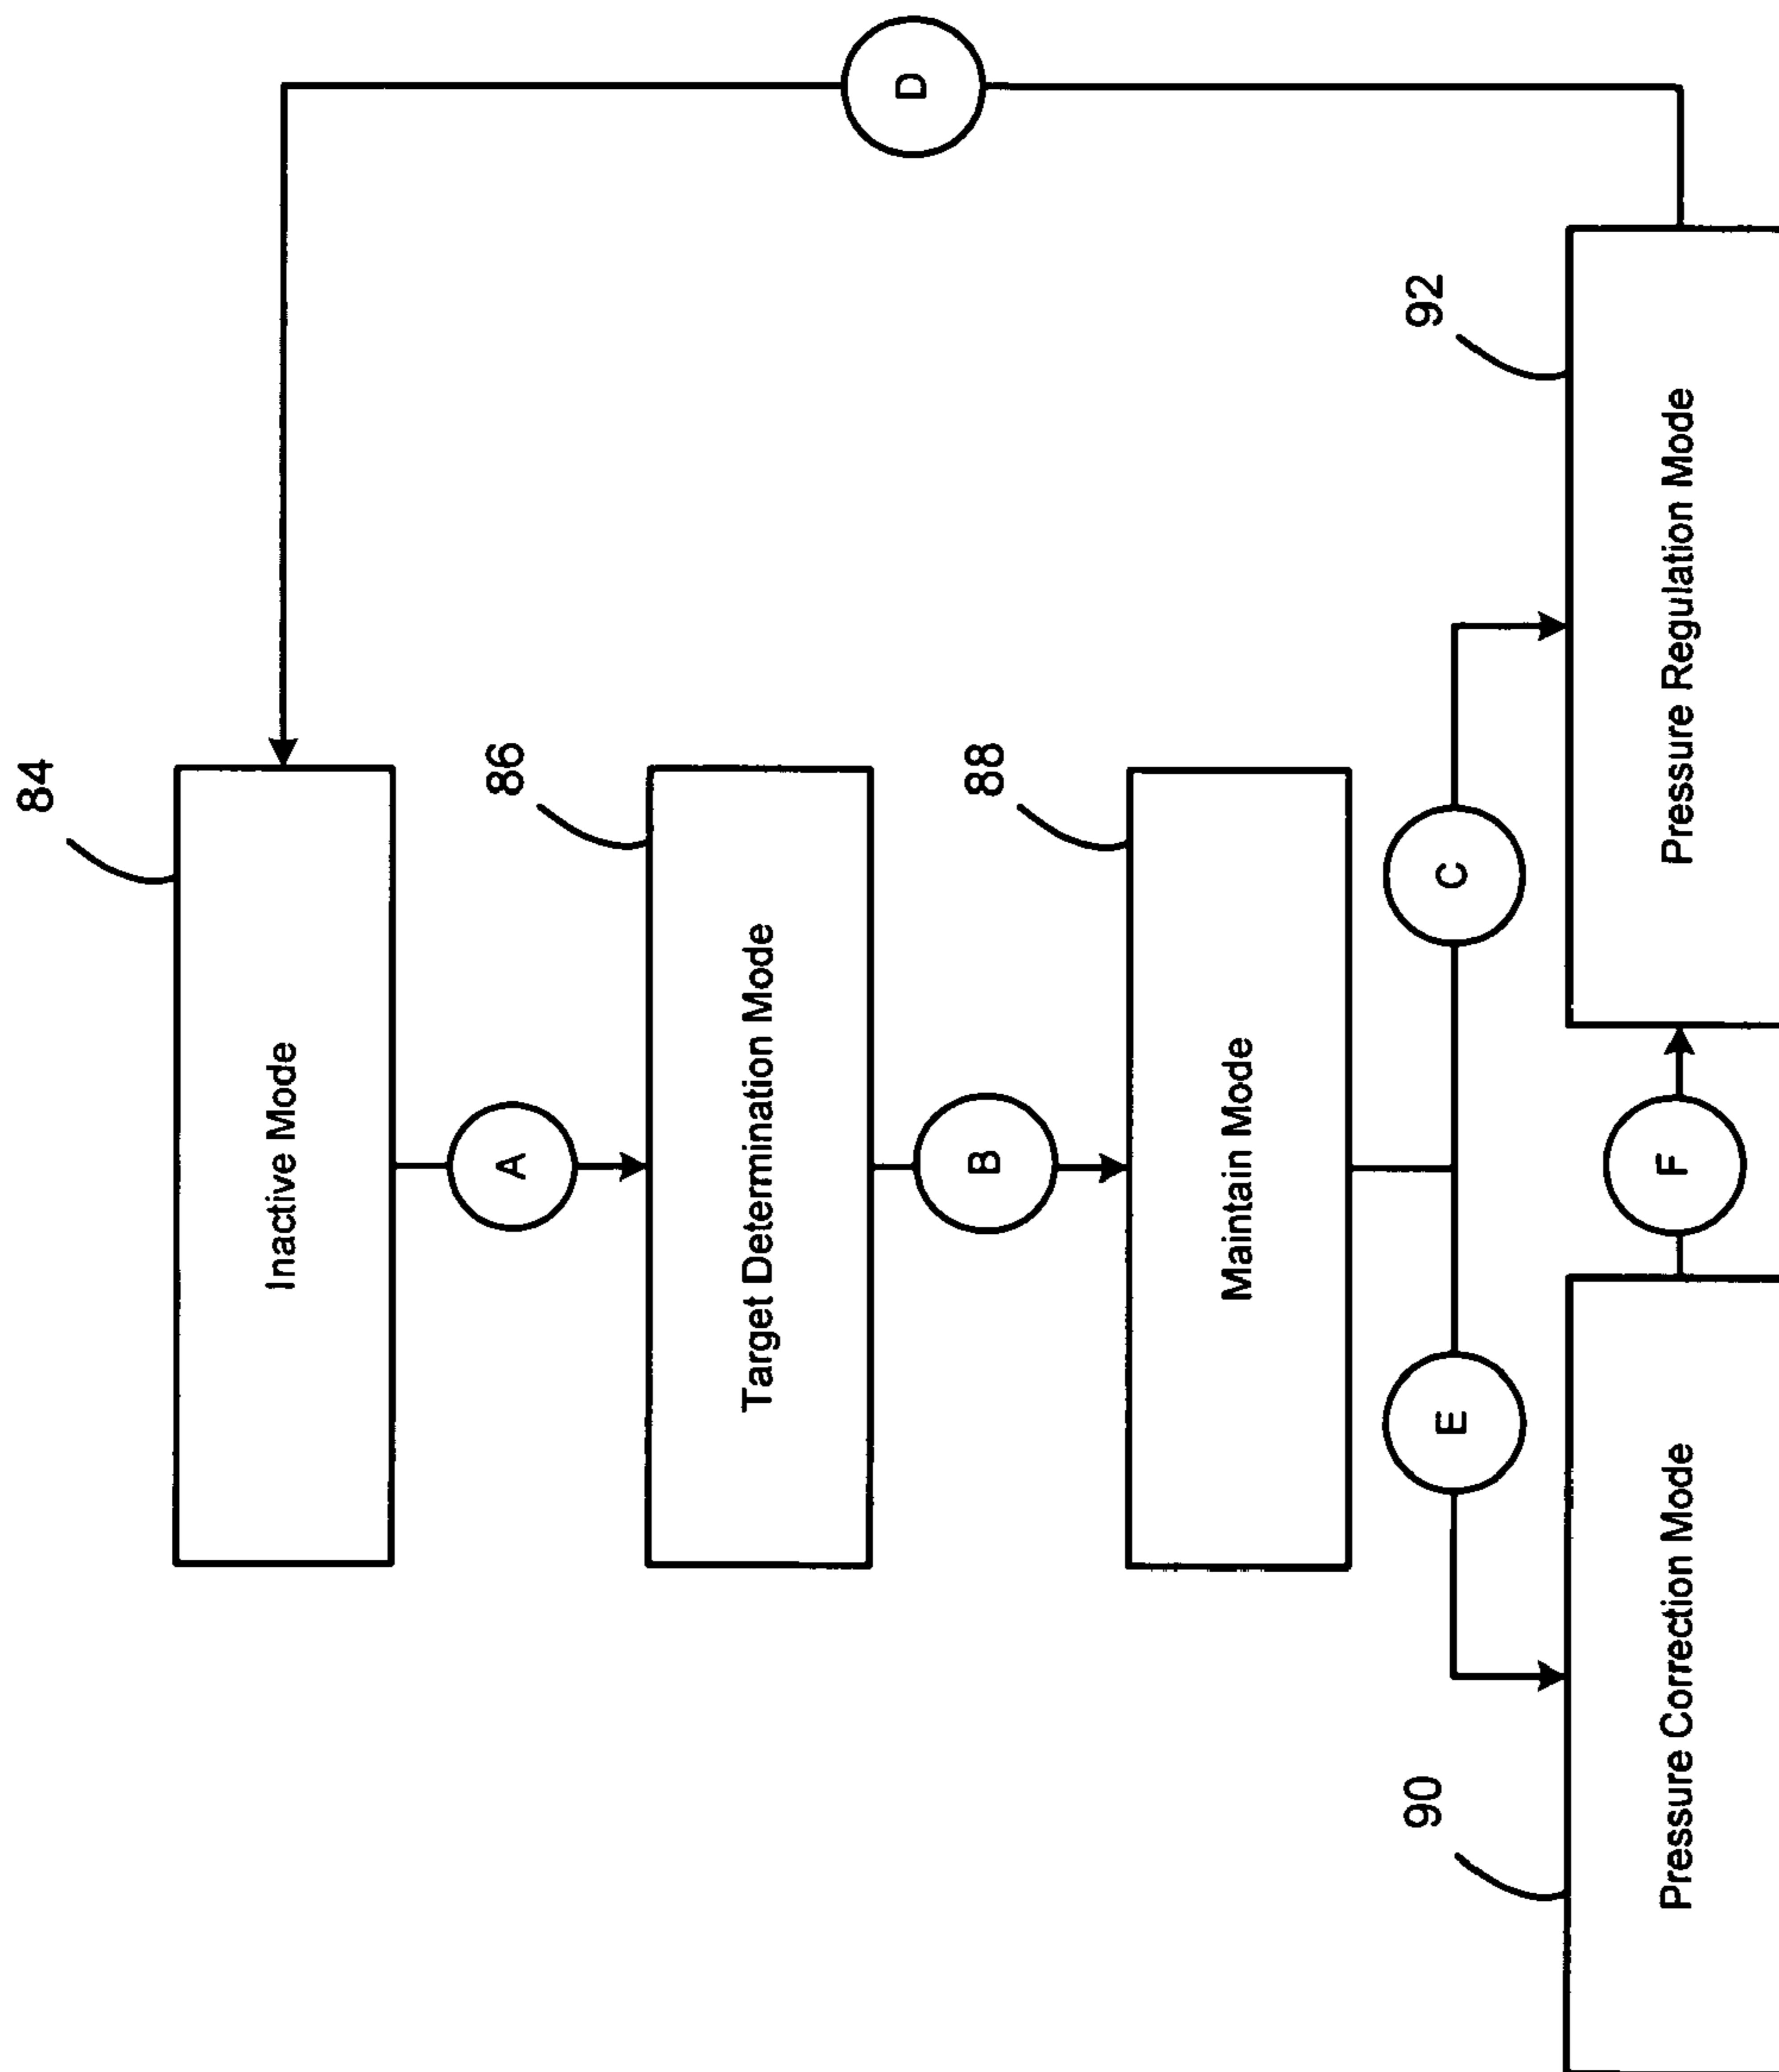 84
Inactive Mode
A
86
Target Determination Mode
B
88
Maintain Mode
E
C
D
90
Pressure Correction Mode
F
92
Pressure Regulation Mode